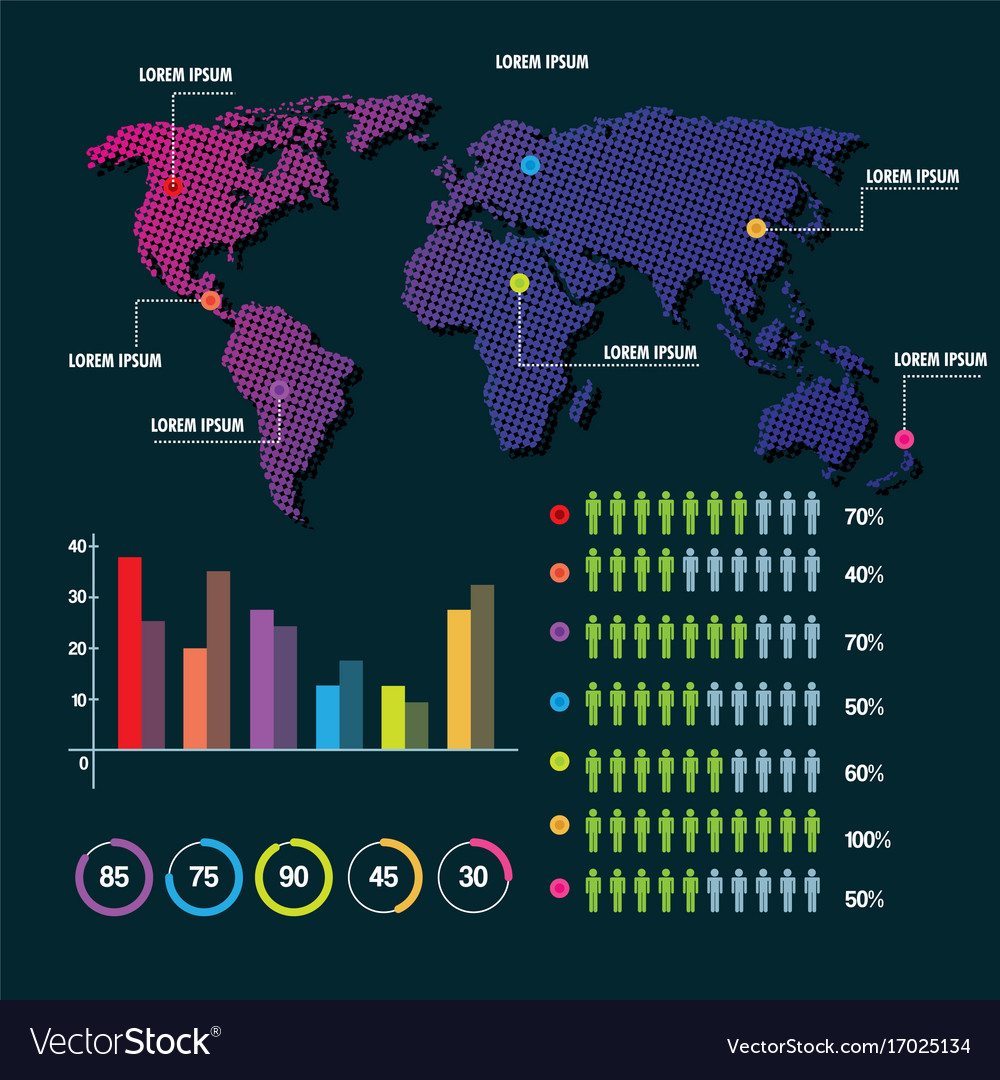 LOREM IPSUM
LOREM IPSUM
LOREM IPSUM
LOREM IPSUM
LOREM IPSUM
LOREM IPSUM
LOREM IPSUM
40
30
20
10
0
70%
40%
70%
50%
60%
100%
50%
85 75 90 45 30
VectorStock®
VectorStock.com/17025134